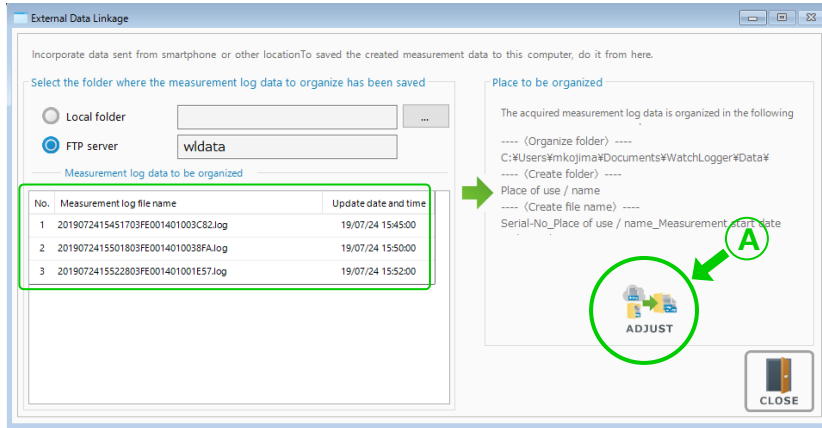 External Data Linkage
Incorporate data sent from smartphone or other locationTo saved the created measurement data to this computer, do it from here.
Select the folder where the measurement log data to organize has been saved
Local folder
...
FTP server
wldata
Measurement log data to be organized
No. Measurement log file name Update date and time
1 2019072415451703FE001401003C82.log 19/07/24 15:45:00
2 2019072415501803FE0014010038FA.log 19/07/24 15:50:00
3 2019072415522803FE001401001E57.log 19/07/24 15:52:00
Place to be organized
The acquired measurement log data is organized in the following
---- 〈Organize folder〉 ----
C:¥Users¥mkojima¥Documents¥WatchLogger¥Data¥
---- 〈Create folder〉 ----
Place of use / name
---- 〈Create file name〉 ----
Serial-No_Place of use / name_Measurement start date
A
ADJUST
CLOSE